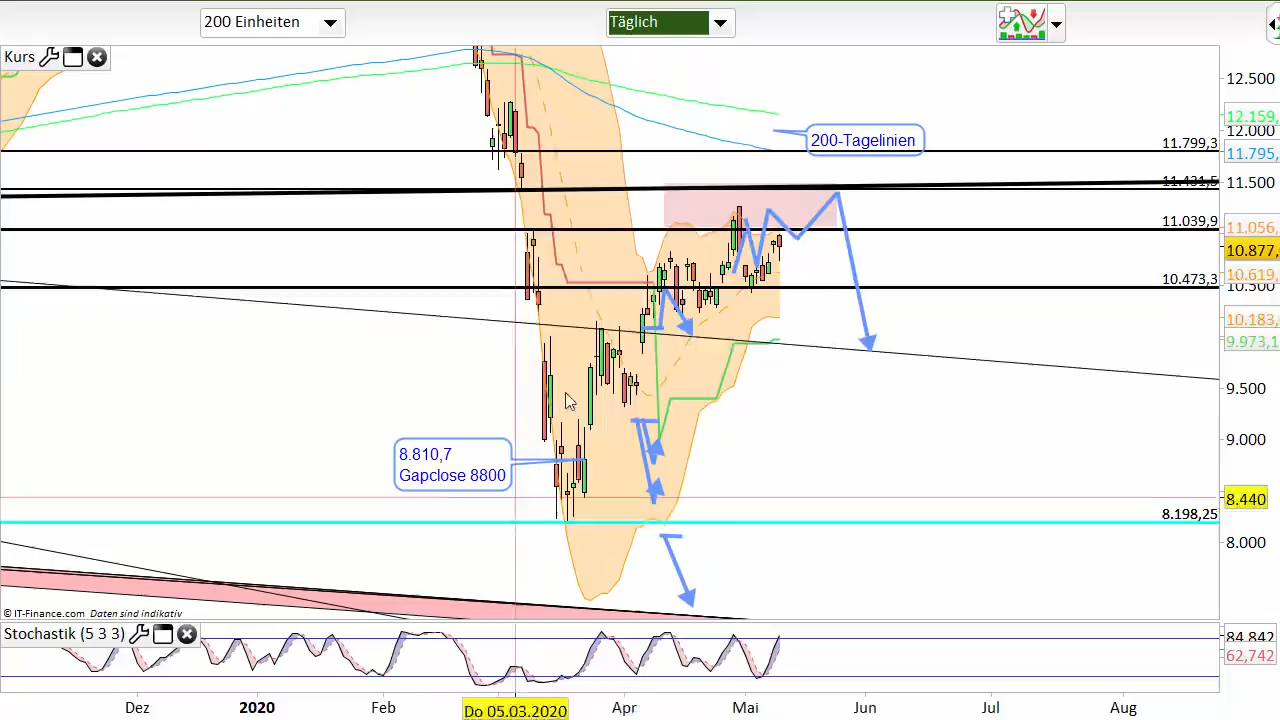 200 Einheiten
Täglich
Kurs
12.500
12.159,
12.000
200-Tagelinien
11.799,3
11.795,
11.500
11.431,5
11.039,9
11.056
10.877,
10.619,
10.473,3
10.500
10.183,
9.973,1
9.500
9.000
8.810,7
Gapclose 8800
8.440
8.198,25
8.000
© IT-Finance.com Daten sind indikativ
Stochastik (5 3 3)
84,842
62,742
Dez
2020
Feb
Do 05.03.2020
Apr
Mai
Jun
Jul
Aug